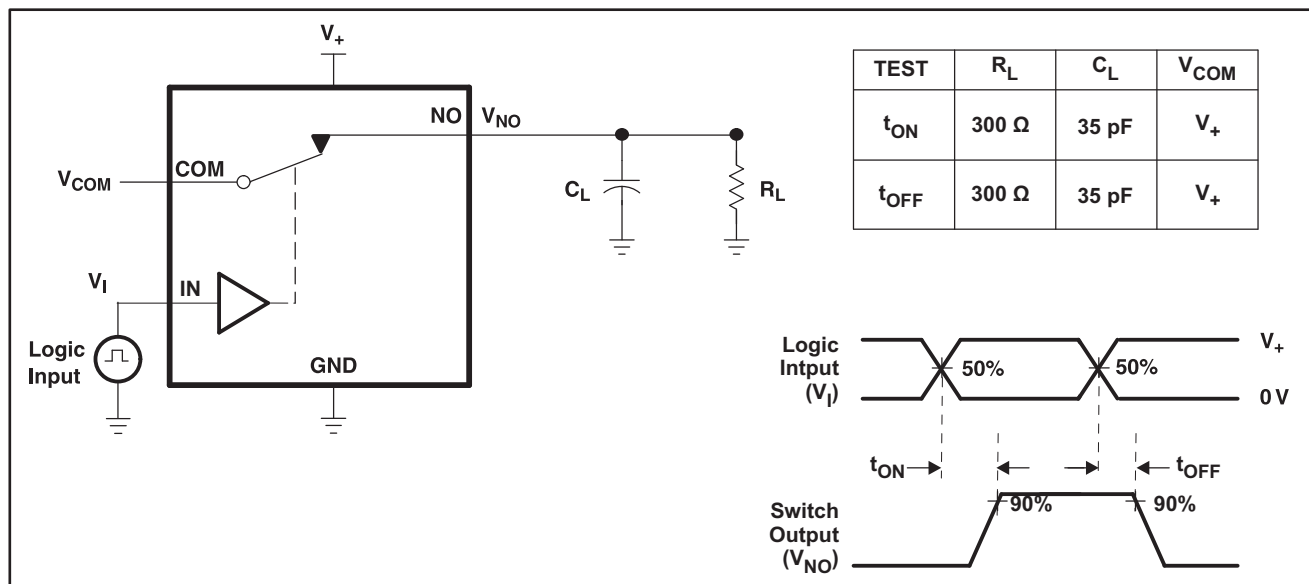 V+
NO
VNO
COM
VCOM
CL
RL
VI
IN
Logic
Input
GND
TEST RL CL VCOM
tON 300 Ω 35 pF V+
tOFF 300 Ω 35 pF V+
Logic
Intput
(VI)
50%
50%
V+
0 V
tON
tOFF
Switch
Output
(VNO)
90%
90%